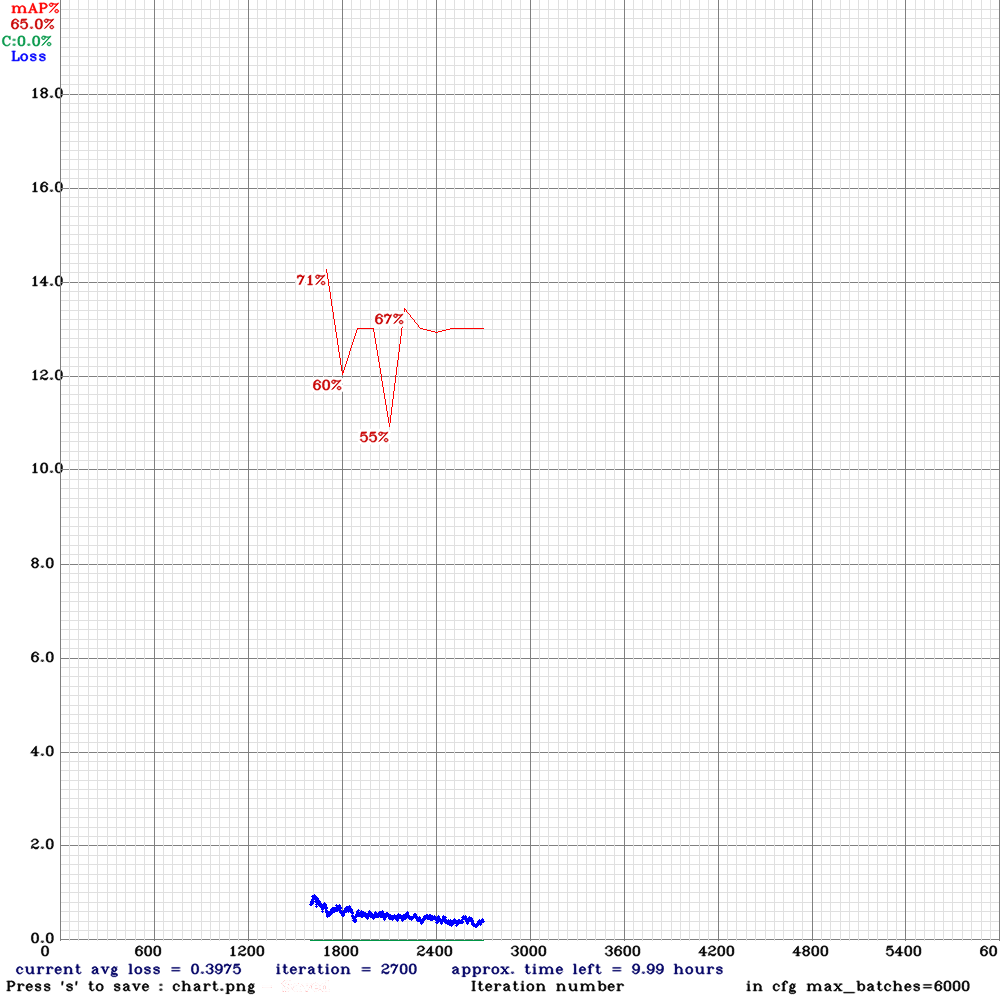 mAP%
65.0%
C:0.0%
Loss
18.0
16.0
14.0
71%
67%
12.0
60%
55%
10.0
8.0
6.0
4.0
2.0
0.0
0 600 1200 1800 2400 3000 3600 4200 4800 5400 60
current avg loss = 0.3975 iteration = 2700 approx. time left = 9.99 hours
Press 's' to save : chart.png Iteration number in cfg max_batches=6000